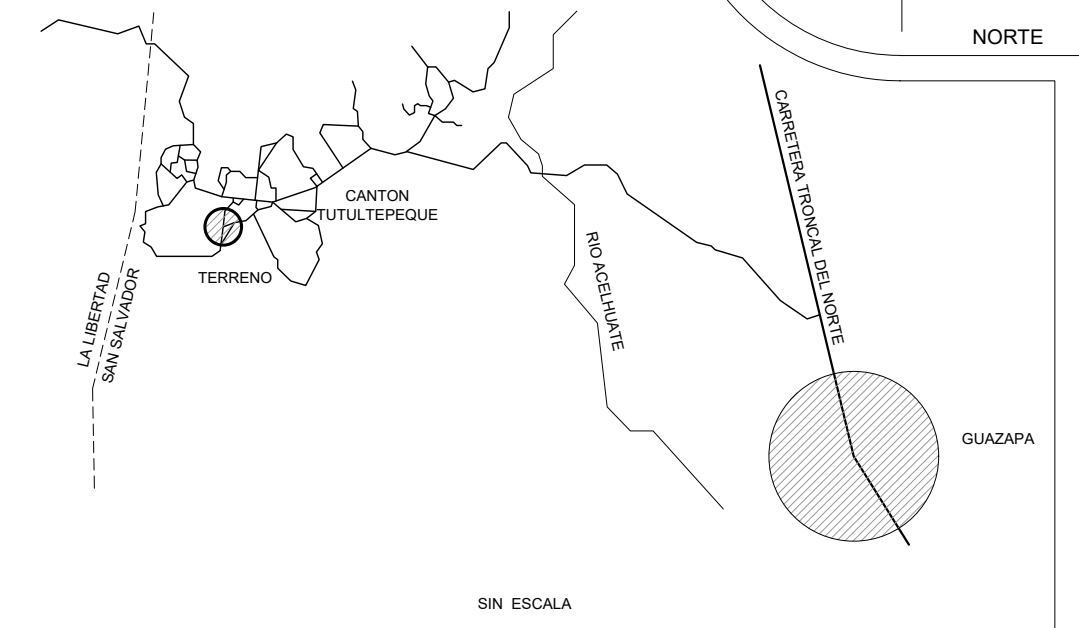 NORTE
CARRETERA TRONCAL DEL NORTE
CANTON
TUTULTEPEQUE
RIO ACELHUATE
TERRENO
LA LIBERTAD
SAN SALVADOR
GUAZAPA
SIN ESCALA